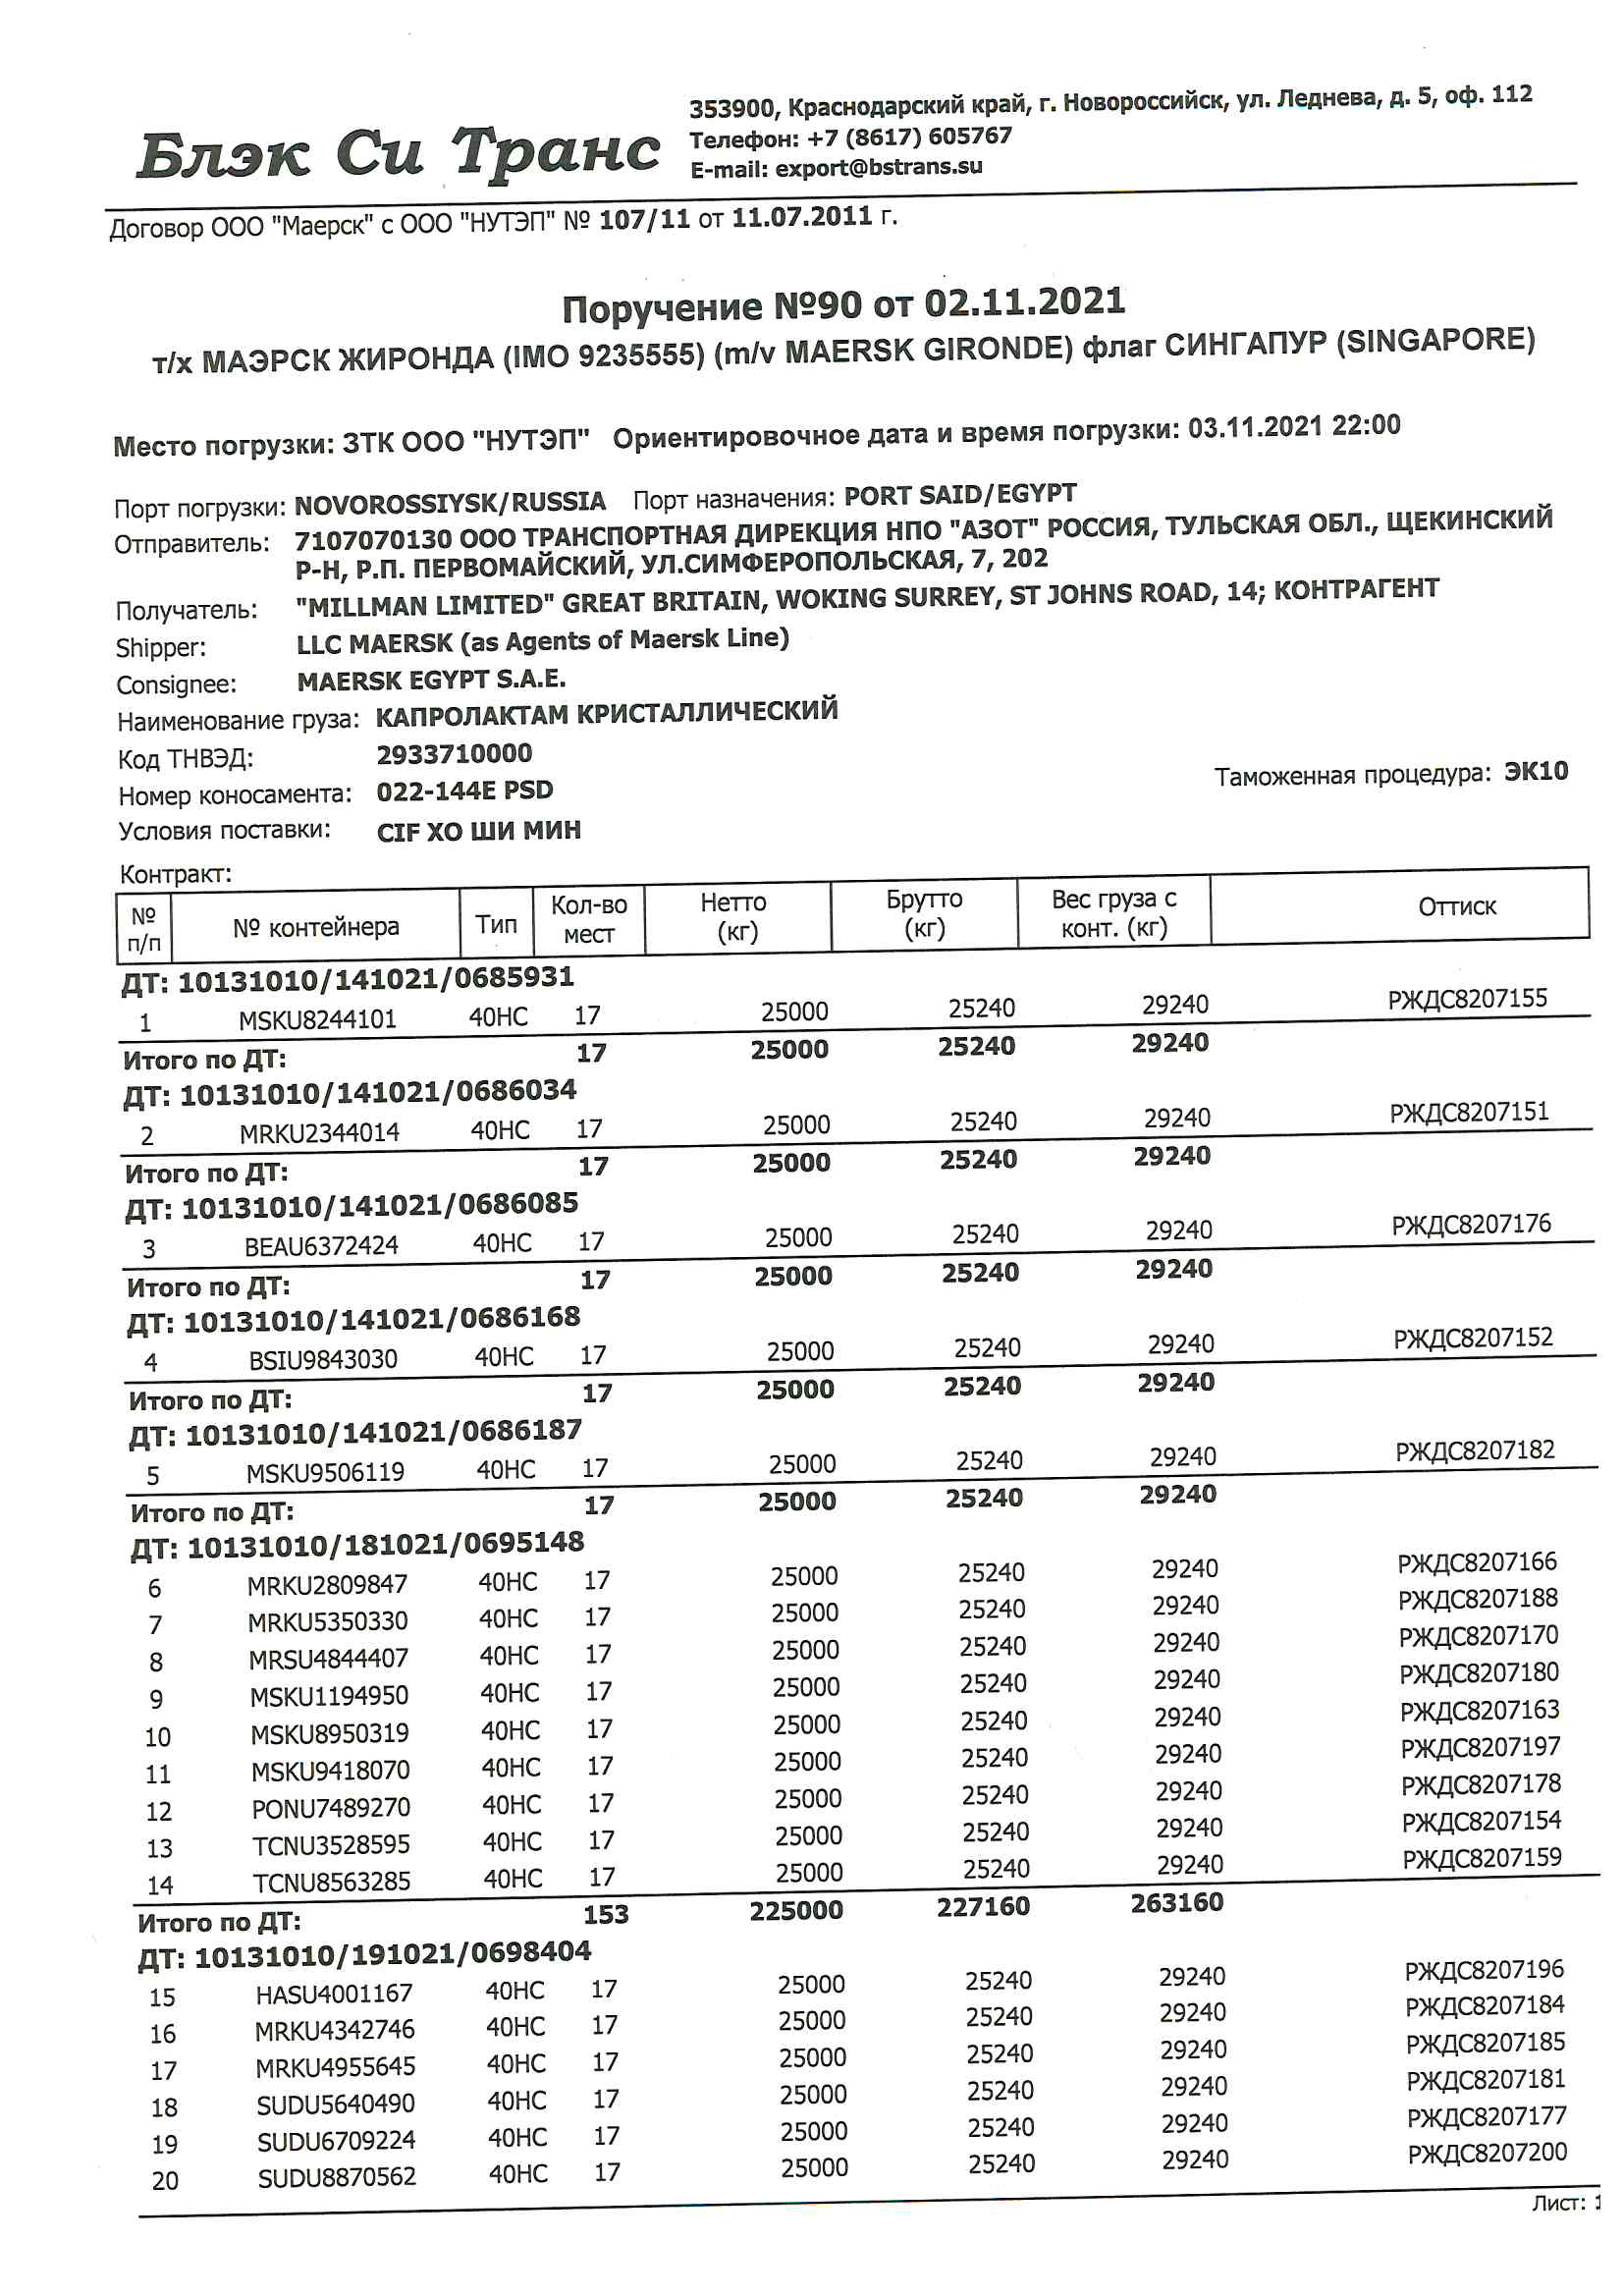 Блэк Си Транс
353900, Краснодарский край, г. Новороссийск, ул. Леднева, д. 5, оф. 112
Телефон: +7 (8617) 605767
E-mail: export@bstrans.su
Договор ООО "Маерск" с ООО "НУТЭП" № 107/11 от 11.07.2011 г.
Поручение №90 от 02.11.2021
т/х МАЭРСК ЖИРОНДА (IMO 9235555) (m/v MAERSK GIRONDE) флаг СИНГАПУР (SINGAPORE)
Место погрузки: ЗТК ООО "НУТЭП" Ориентировочное дата и время погрузки: 03.11.2021 22:00
Порт погрузки: NOVOROSSIYSK/RUSSIA Порт назначения: PORT SAID/EGYPT
Отправитель: 7107070130 ООО ТРАНСПОРТНАЯ ДИРЕКЦИЯ НПО "АЗОТ" РОССИЯ, ТУЛЬСКАЯ ОБЛ., ЩЕКИНСКИЙ
Р-Н, Р.П. ПЕРВОМАЙСКИЙ, УЛ.СИМФЕРОПОЛЬСКАЯ, 7, 202
Получатель: "MILLMAN LIMITED" GREAT BRITAIN, WOKING SURREY, ST JOHNS ROAD, 14; КОНТРАГЕНТ
Shipper: LLC MAERSK (as Agents of Maersk Line)
Consignee: MAERSK EGYPT S.A.E.
Наименование груза: КАПРОЛАКТАМ КРИСТАЛЛИЧЕСКИЙ
Код ТНВЭД: 2933710000
Номер коносамента: 022-144E PSD Таможенная процедура: ЭК10
Условия поставки: CIF ХО ШИ МИН
Контракт:
№ п/п № контейнера Тип Кол-во мест Нетто (кг) Брутто (кг) Вес груза с конт. (кг) Оттиск
ДТ: 10131010/141021/0685931
1 MSKU8244101 40HC 17 25000 25240 29240 РЖДС8207155
Итого по ДТ: 17 25000 25240 29240
ДТ: 10131010/141021/0686034
2 MRKU2344014 40HC 17 25000 25240 29240 РЖДС8207151
Итого по ДТ: 17 25000 25240 29240
ДТ: 10131010/141021/0686085
3 BEAU6372424 40HC 17 25000 25240 29240 РЖДС8207176
Итого по ДТ: 17 25000 25240 29240
ДТ: 10131010/141021/0686168
4 BSIU9843030 40HC 17 25000 25240 29240 РЖДС8207152
Итого по ДТ: 17 25000 25240 29240
ДТ: 10131010/141021/0686187
5 MSKU9506119 40HC 17 25000 25240 29240 РЖДС8207182
Итого по ДТ: 17 25000 25240 29240
ДТ: 10131010/181021/0695148
6 MRKU2809847 40HC 17 25000 25240 29240 РЖДС8207166
7 MRKU5350330 40HC 17 25000 25240 29240 РЖДС8207188
8 MRSU4844407 40HC 17 25000 25240 29240 РЖДС8207170
9 MSKU1194950 40HC 17 25000 25240 29240 РЖДС8207180
10 MSKU8950319 40HC 17 25000 25240 29240 РЖДС8207163
11 MSKU9418070 40HC 17 25000 25240 29240 РЖДС8207197
12 PONU7489270 40HC 17 25000 25240 29240 РЖДС8207178
13 TCNU3528595 40HC 17 25000 25240 29240 РЖДС8207154
14 TCNU8563285 40HC 17 25000 25240 29240 РЖДС8207159
Итого по ДТ: 153 225000 227160 263160
ДТ: 10131010/191021/0698404
15 HASU4001167 40HC 17 25000 25240 29240 РЖДС8207196
16 MRKU4342746 40HC 17 25000 25240 29240 РЖДС8207184
17 MRKU4955645 40HC 17 25000 25240 29240 РЖДС8207185
18 SUDU5640490 40HC 17 25000 25240 29240 РЖДС8207181
19 SUDU6709224 40HC 17 25000 25240 29240 РЖДС8207177
20 SUDU8870562 40HC 17 25000 25240 29240 РЖДС8207200
Лист: 1